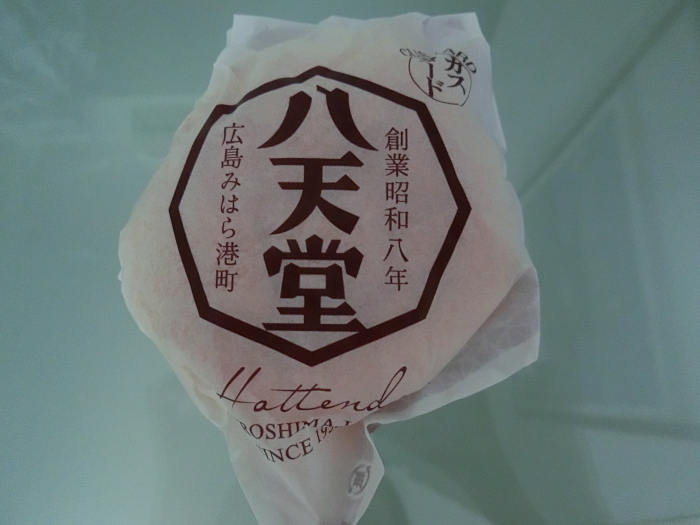 カスタード
創業昭和八年
八天堂
広島みはら港町
Hattend
ROSHIMA
INCE 193